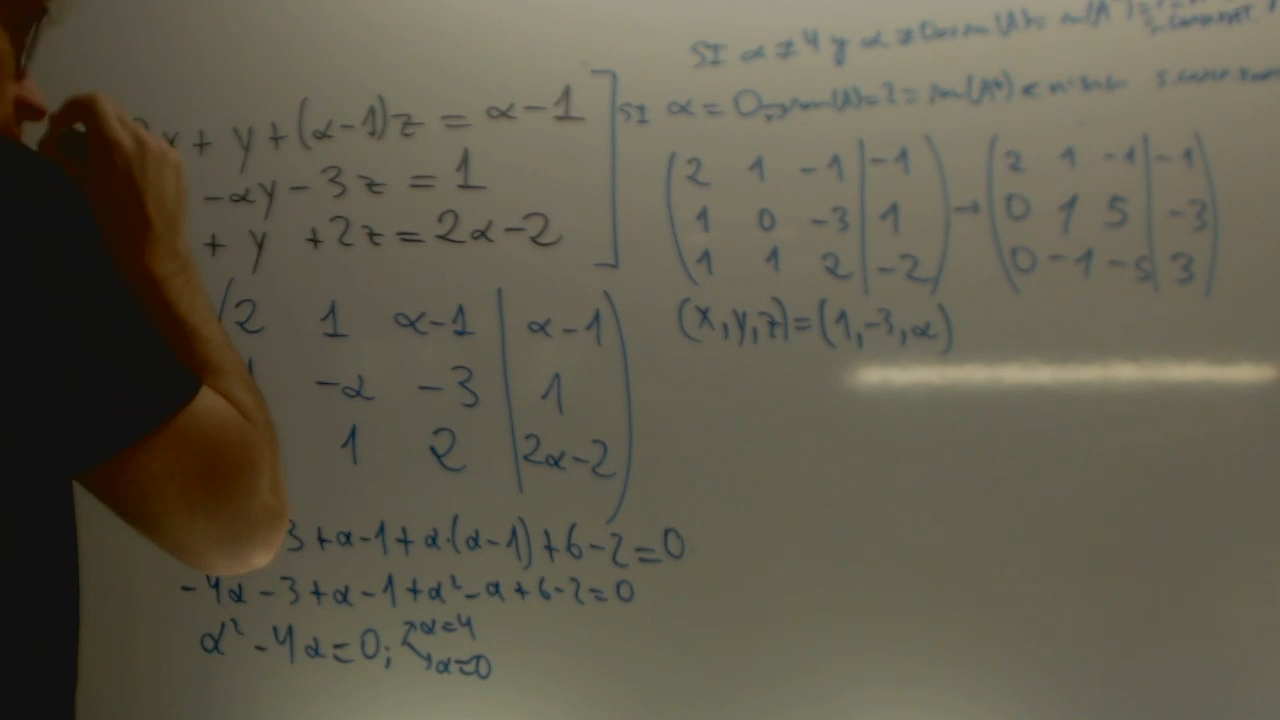 x + y + (α-1)z = α-1
-αy - 3z = 1
+ y + 2z = 2α-2
2 1 α-1 | α-1
-α -3 | 1
1 2 | 2α-2
3+α-1+α·(α-1)+6-2=0
-4α-3+α-1+α²-α+6-2=0
α²-4α=0; α=4
α=0
SI α≠4 y α≠0
SI α=0
2 1 -1 | -1 → 2 1 -1 | -1
1 0 -3 | 1 0 1 5 | -3
1 1 2 | -2 0 -1 -5 | 3
(x,y,z)=(1,-3,α)